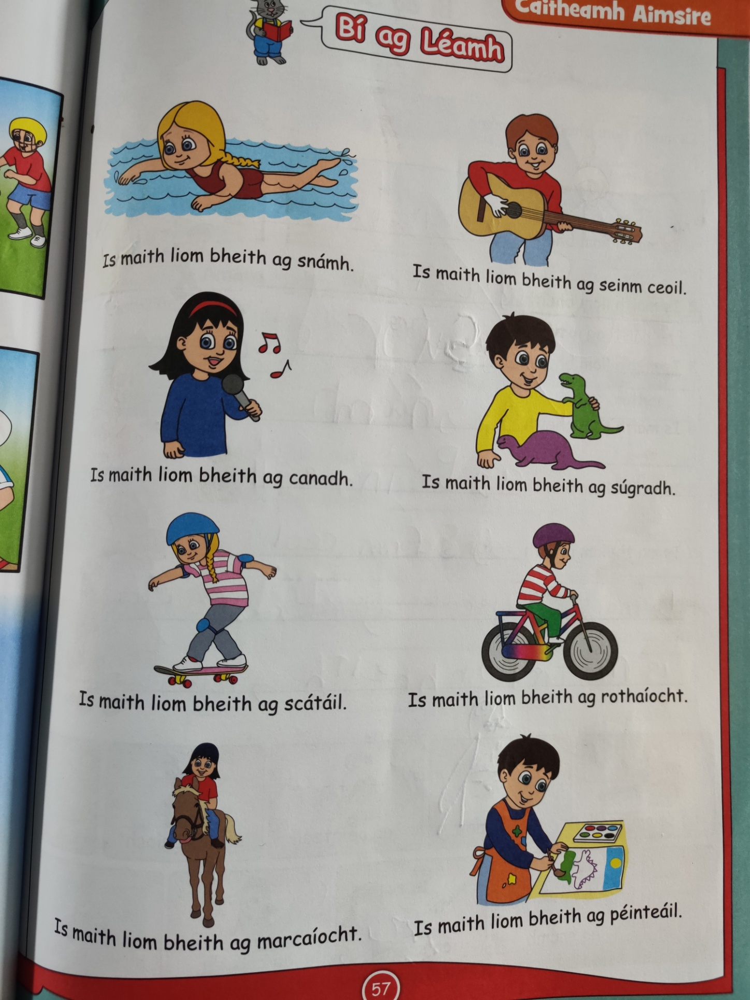 Caitheamh Aimsire
Bí ag Léamh
Is maith liom bheith ag snámh.
Is maith liom bheith ag seinm ceoil.
Is maith liom bheith ag canadh.
Is maith liom bheith ag súgradh.
Is maith liom bheith ag scátáil.
Is maith liom bheith ag rothaíocht.
Is maith liom bheith ag marcaíocht.
Is maith liom bheith ag péinteáil.
57